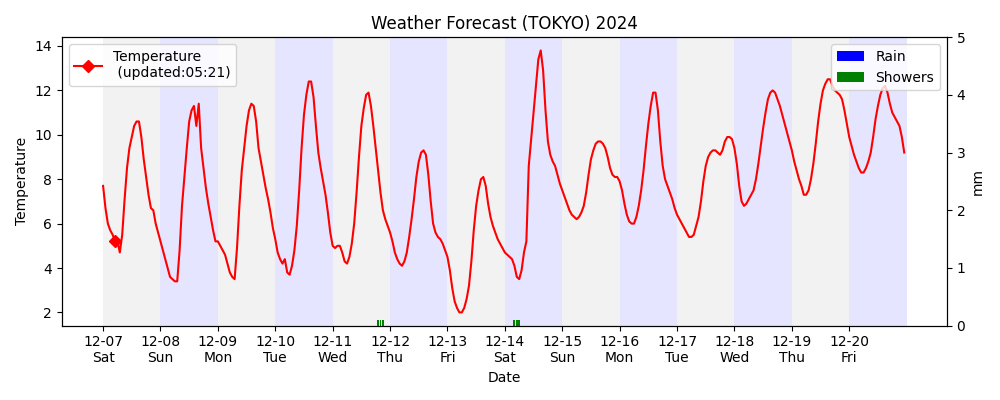 Weather Forecast (TOKYO) 2024
Temperature
(updated:05:21)
Rain
Showers
14
12
10
8
6
4
2
Temperature
5
4
3
2
1
0
mm
12-07 12-08 12-09 12-10 12-11 12-12 12-13 12-14 12-15 12-16 12-17 12-18 12-19 12-20
Sat Sun Mon Tue Wed Thu Fri Sat Sun Mon Tue Wed Thu Fri
Date